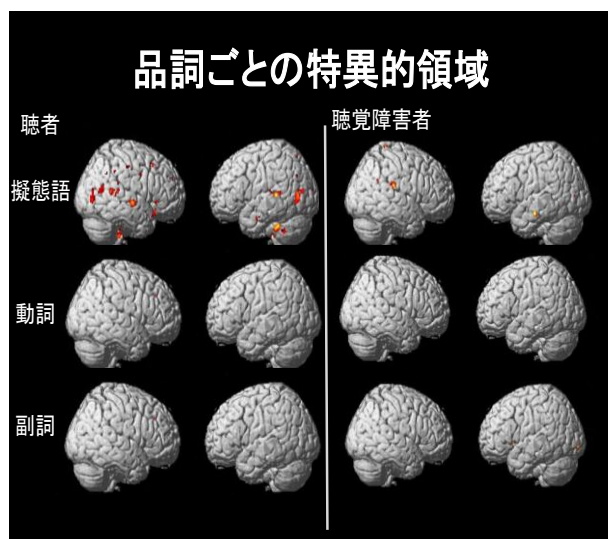 品詞ごとの特異的領域
聴者
聴覚障害者
擬態語
動詞
副詞